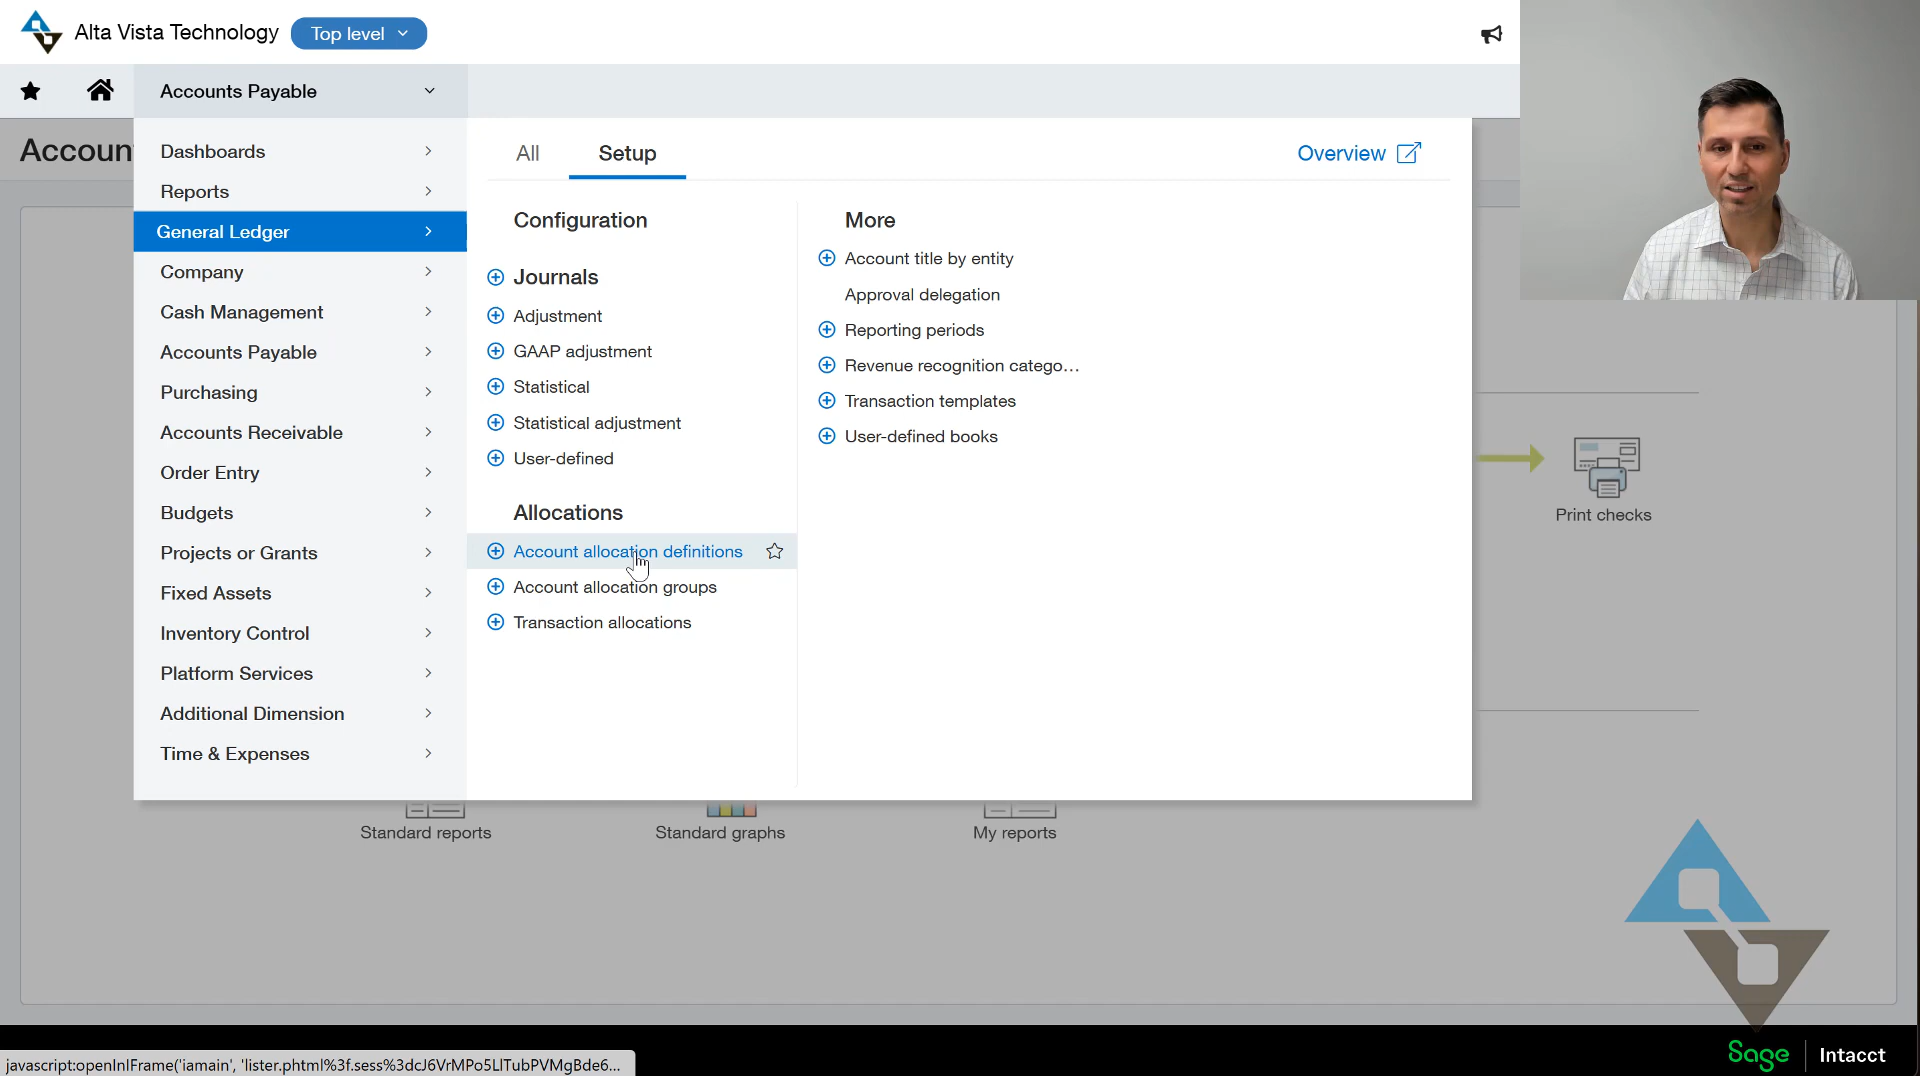 Alta Vista Technology
Top level
Accounts Payable
Accoun
Dashboards
Reports
General Ledger
Company
Cash Management
Accounts Payable
Purchasing
Accounts Receivable
Order Entry
Budgets
Projects or Grants
Fixed Assets
Inventory Control
Platform Services
Additional Dimension
Time & Expenses
All
Setup
Overview
Configuration
Journals
Adjustment
GAAP adjustment
Statistical
Statistical adjustment
User-defined
Allocations
Account allocation definitions
Account allocation groups
Transaction allocations
More
Account title by entity
Approval delegation
Reporting periods
Revenue recognition catego...
Transaction templates
User-defined books
Print checks
Standard reports
Standard graphs
My reports
Sage
Intacct
javascript:openInIFrame('iamain', 'lister.phtml%3f.sess%3dcJ6VrMPo5LlTubPVMgBde6...